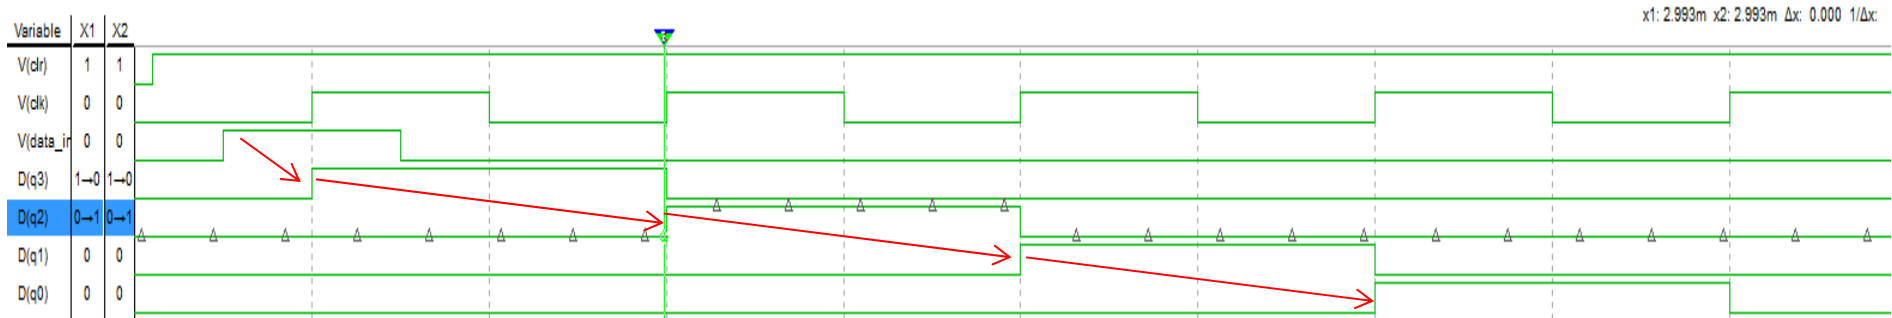 x1: 2.993m x2: 2.993m Δx: 0.000 1/Δx:
Variable X1 X2
V(clr) 1 1
V(clk) 0 0
V(data_ir 0 0
D(q3) 1→0 1→0
D(q2) 0→1 0→1
D(q1) 0 0
D(q0) 0 0